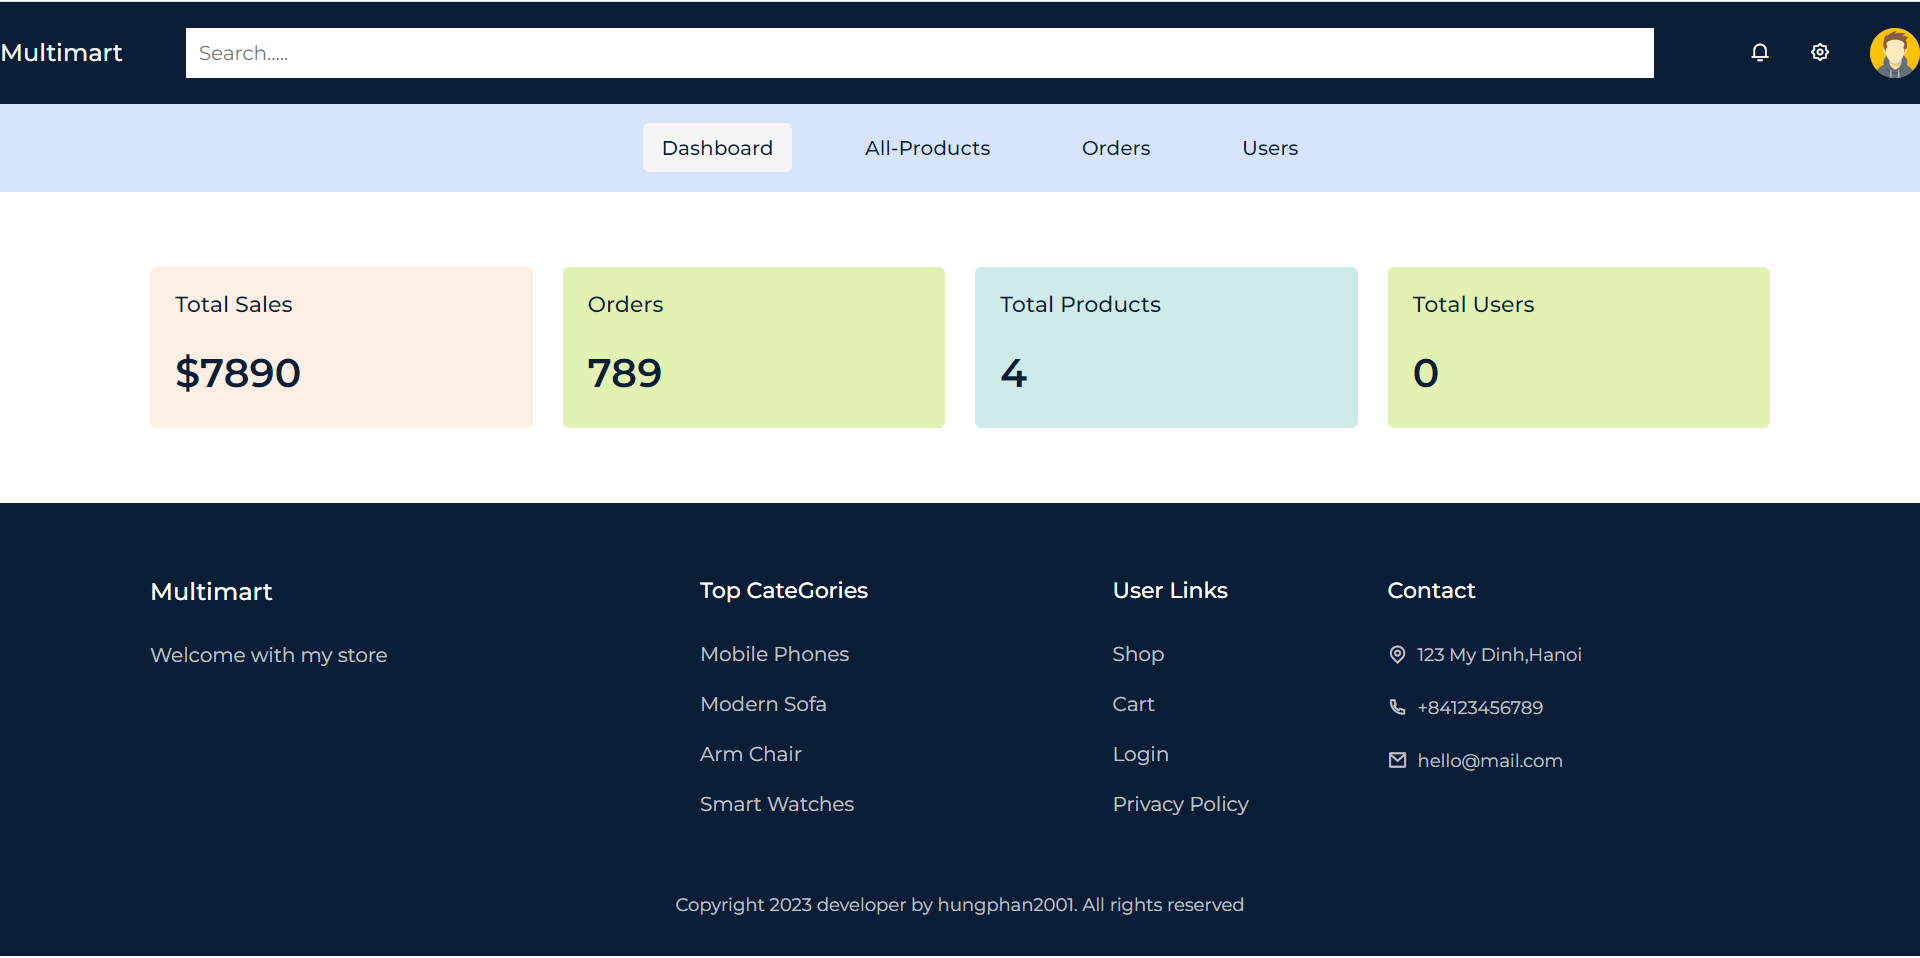 Multimart
Search.....
Dashboard
All-Products
Orders
Users
Total Sales
$7890
Orders
789
Total Products
4
Total Users
0
Multimart
Welcome with my store
Top CateGories
Mobile Phones
Modern Sofa
Arm Chair
Smart Watches
User Links
Shop
Cart
Login
Privacy Policy
Contact
123 My Dinh,Hanoi
+84123456789
hello@mail.com
Copyright 2023 developer by hungphan2001. All rights reserved